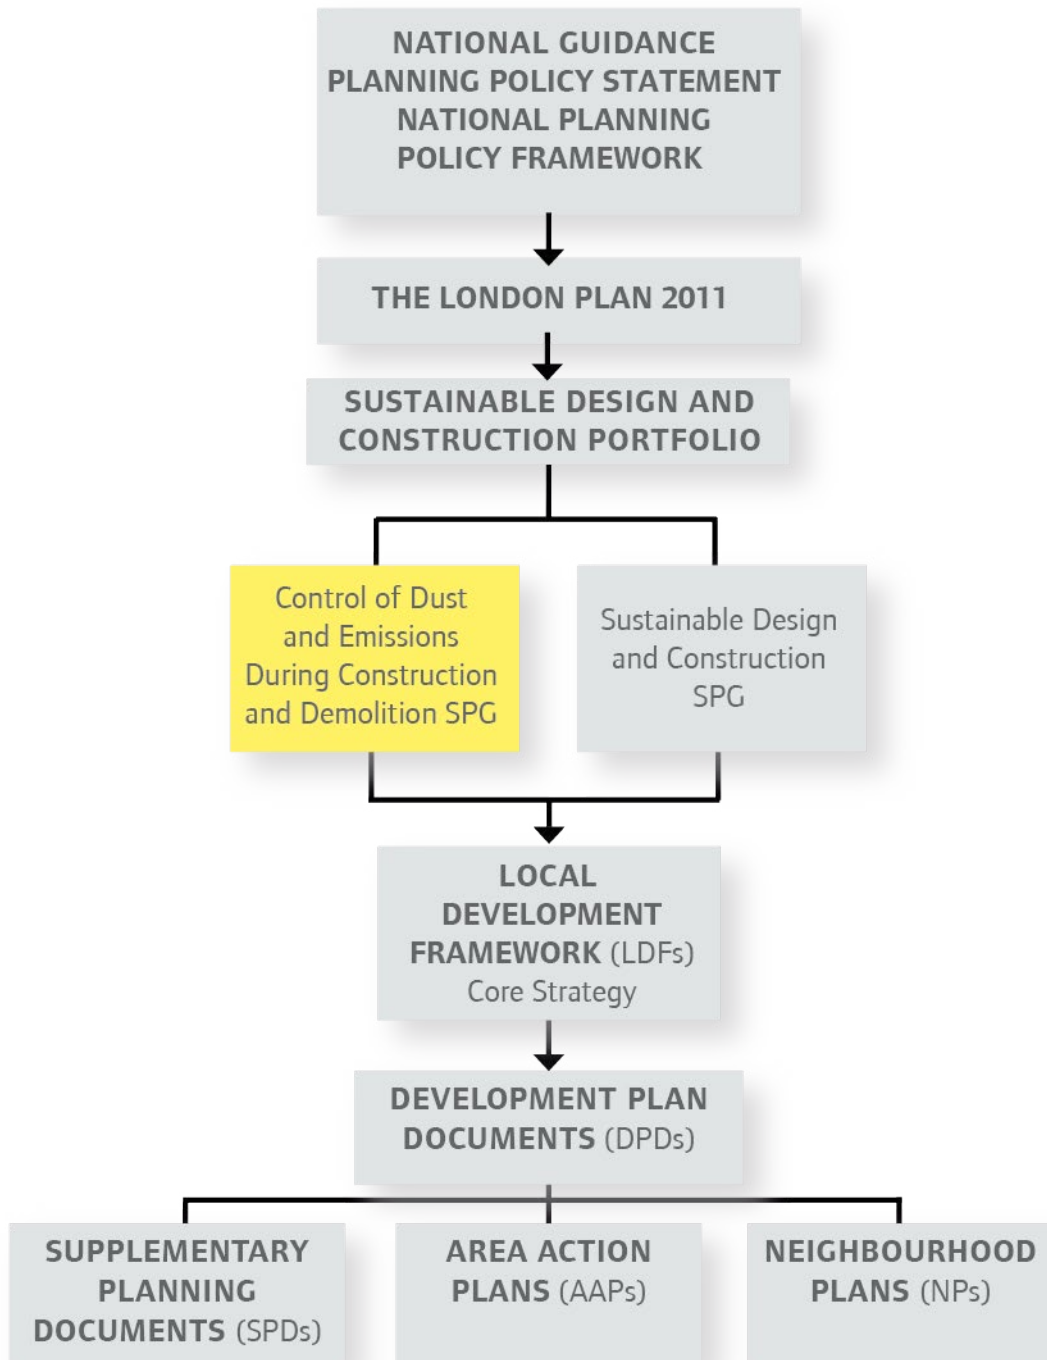 NATIONAL GUIDANCE
PLANNING POLICY STATEMENT
NATIONAL PLANNING
POLICY FRAMEWORK
THE LONDON PLAN 2011
SUSTAINABLE DESIGN AND
CONSTRUCTION PORTFOLIO
Control of Dust
and Emissions
During Construction
and Demolition SPG
Sustainable Design
and Construction
SPG
LOCAL
DEVELOPMENT
FRAMEWORK (LDFs)
Core Strategy
DEVELOPMENT PLAN
DOCUMENTS (DPDs)
SUPPLEMENTARY
PLANNING
DOCUMENTS (SPDs)
AREA ACTION
PLANS (AAPs)
NEIGHBOURHOOD
PLANS (NPs)